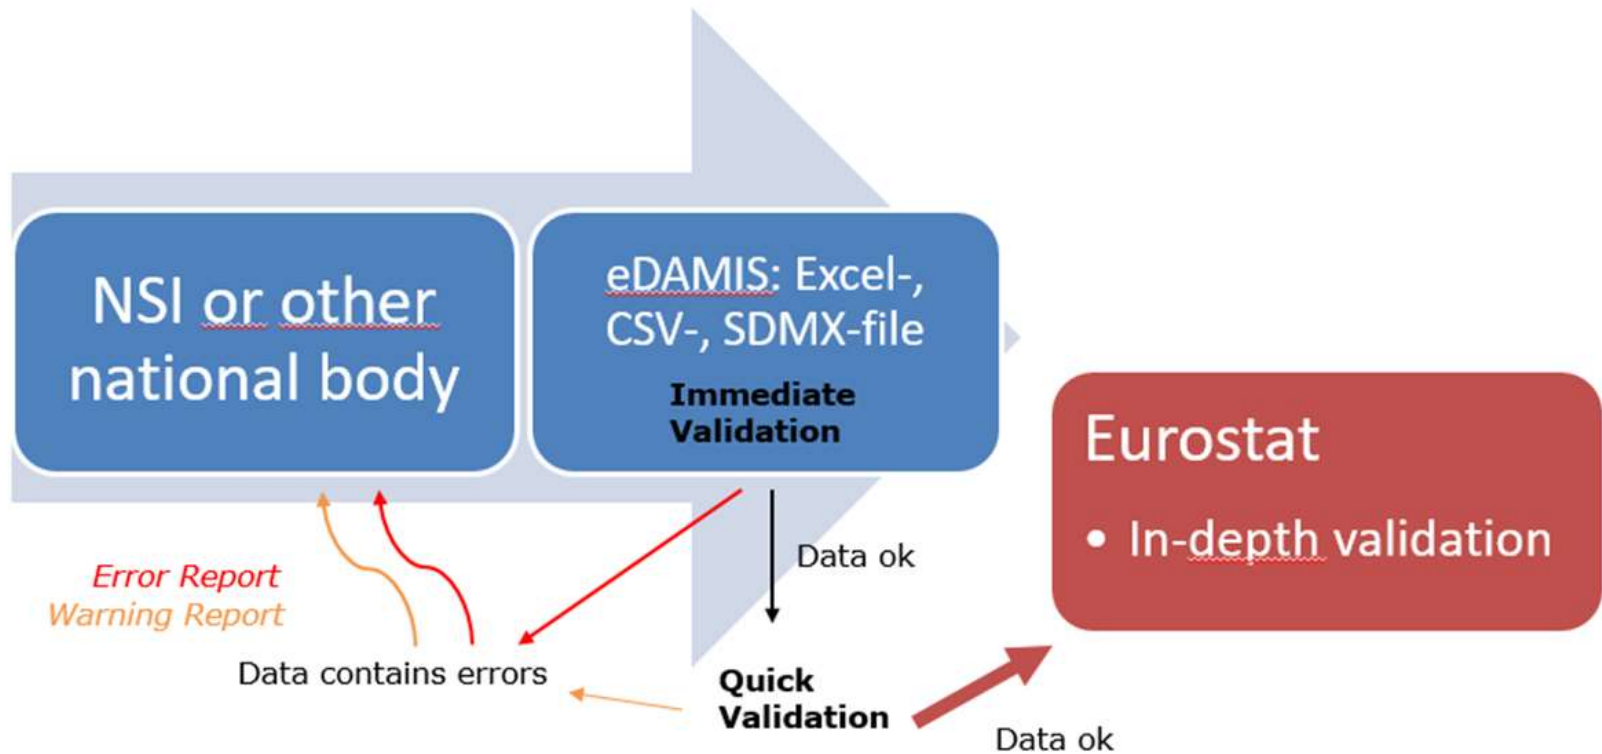 NSI or other
national body
eDAMIS: Excel-,
CSV-, SDMX-file
Immediate
Validation
Eurostat
• In-depth validation
Data ok
Error Report
Warning Report
Data contains errors
Quick
Validation
Data ok